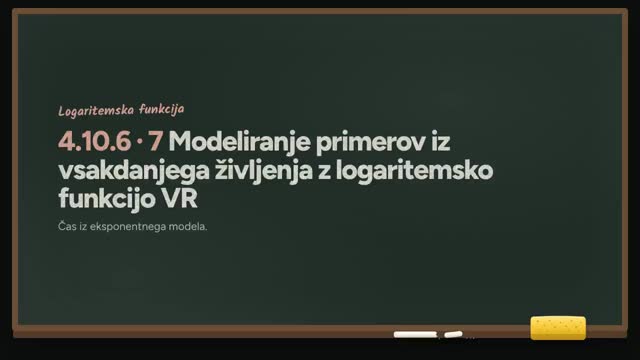 Logaritemska funkcija
4.10.6 · 7 Modeliranje primerov iz
vsakdanjega življenja z logaritemsko
funkcijo VR
Čas iz eksponentnega modela.